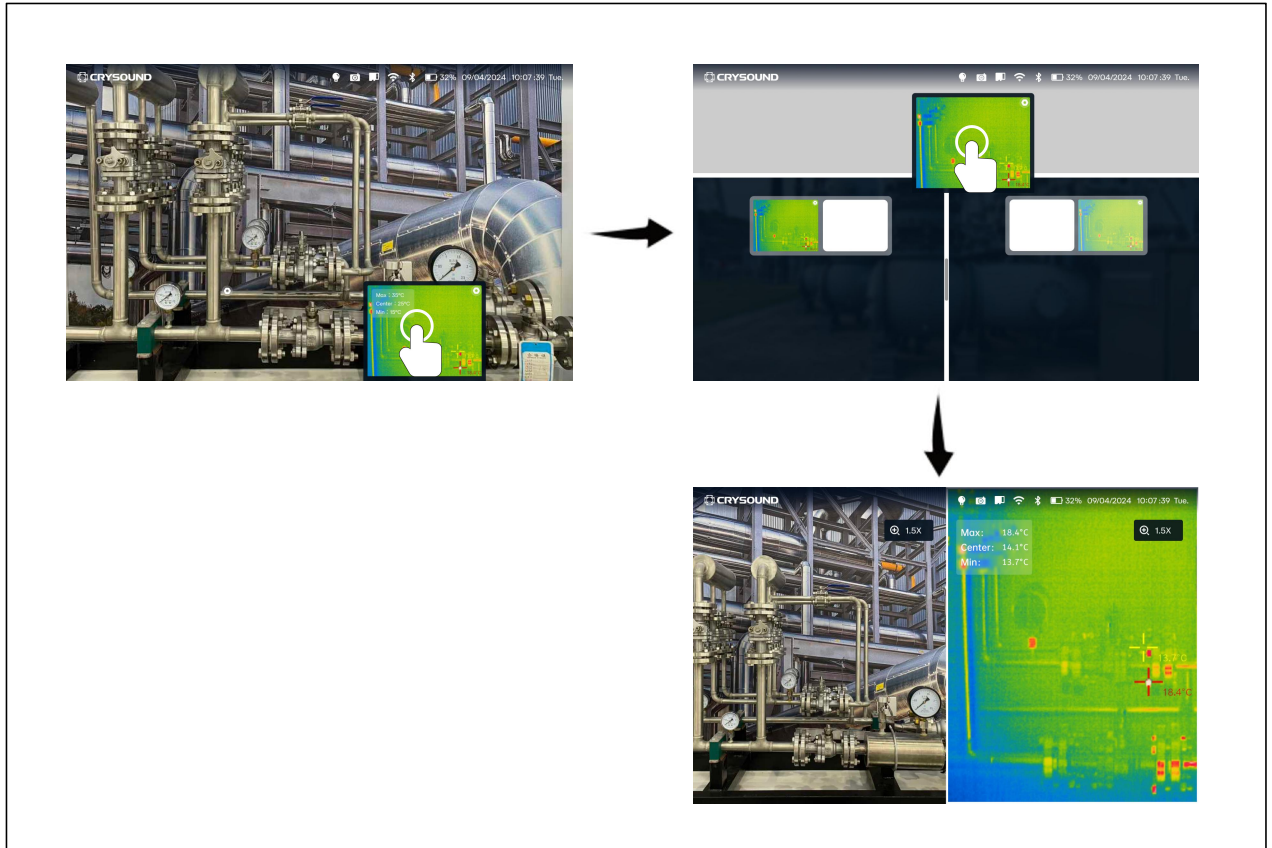 CRYSOUND
32% 09/04/2024 10:07:39 Tue.
Max : 33°C
Center : 29°C
Min : 19°C
CRYSOUND
32% 09/04/2024 10:07:39 Tue.
CRYSOUND
32% 09/04/2024 10:07:39 Tue.
1.5X
1.5X
Max: 18.4°C
Center: 14.1°C
Min: 13.7°C
13.7°C
18.4°C